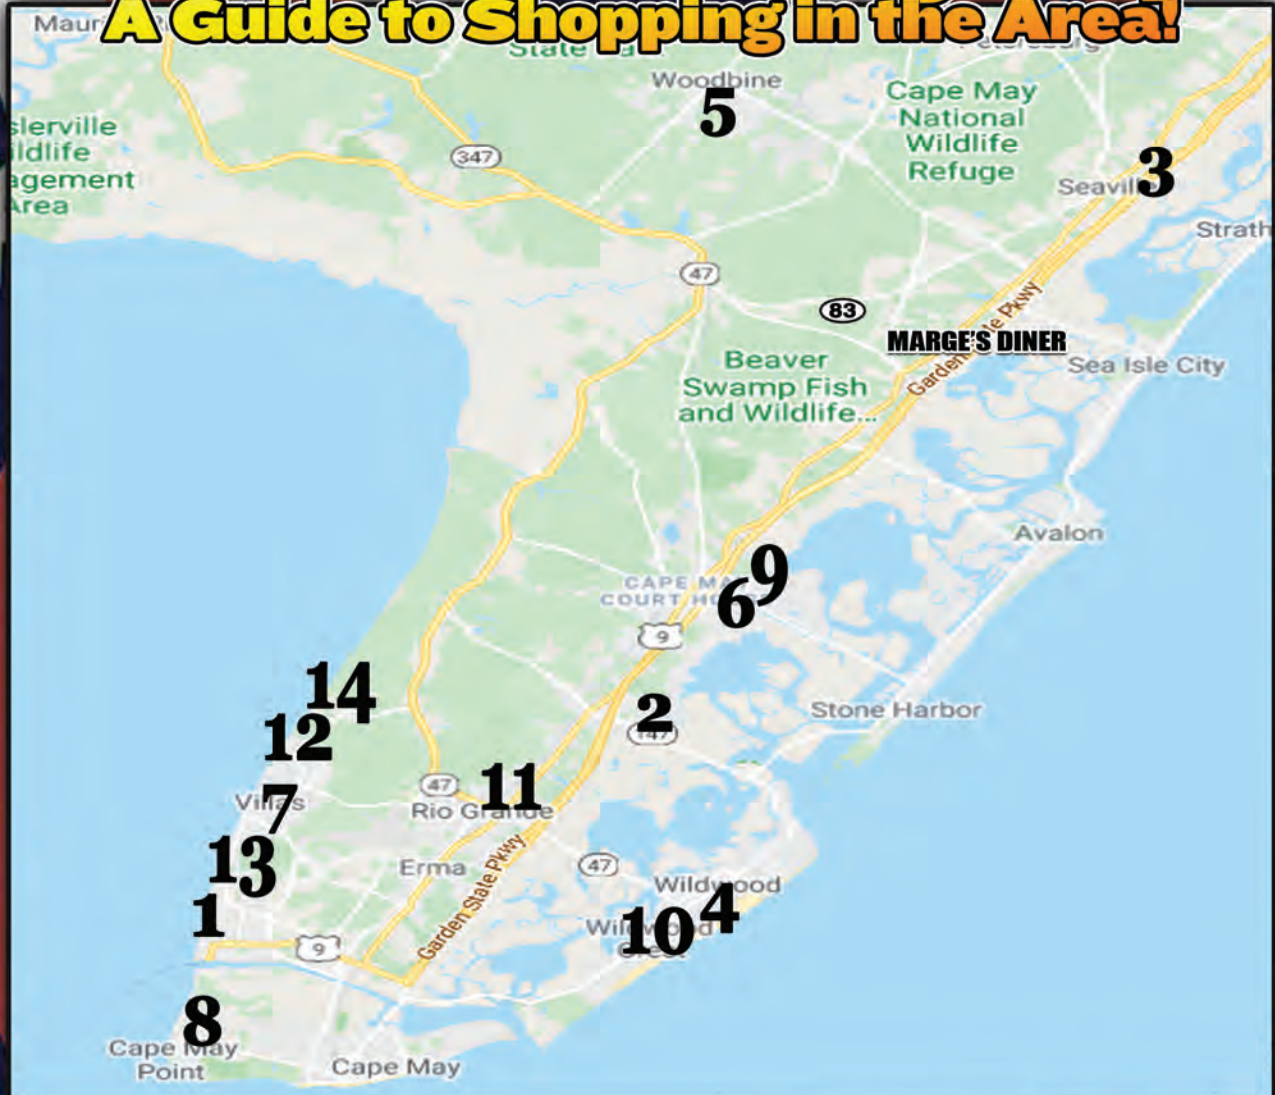 A Guide to Shopping in the Area!
Woodbine
5
Cape May
National
Wildlife
Refuge
347
3
47
83
MARGE'S DINER
Garden State Pkwy
Sea Isle City
Beaver
Swamp Fish
and Wildlife...
Avalon
9
6
9
14
2
147
Stone Harbor
12
47
11
Rio Grande
7
13
Erma
47
Garden State Pkwy
Wildwood
4
10
1
9
8
Cape May
Point
Cape May